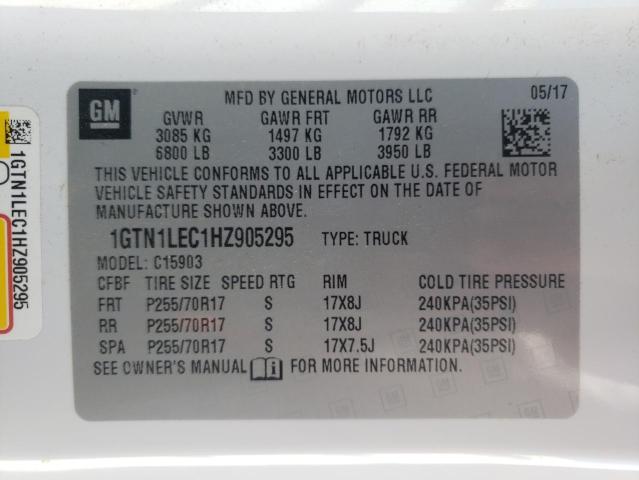 GM
MFD BY GENERAL MOTORS LLC 05/17
GVWR GAWR FRT GAWR RR
3085 KG 1497 KG 1792 KG
6800 LB 3300 LB 3950 LB
THIS VEHICLE CONFORMS TO ALL APPLICABLE U.S. FEDERAL MOTOR
VEHICLE SAFETY STANDARDS IN EFFECT ON THE DATE OF
MANUFACTURE SHOWN ABOVE.
1GTN1LEC1HZ905295 TYPE: TRUCK
MODEL: C15903
CFBF TIRE SIZE SPEED RTG RIM COLD TIRE PRESSURE
FRT P255/70R17 S 17X8J 240KPA(35PSI)
RR P255/70R17 S 17X8J 240KPA(35PSI)
SPA P255/70R17 S 17X7.5J 240KPA(35PSI)
SEE OWNER'S MANUAL FOR MORE INFORMATION.
1GTN1LEC1HZ905295